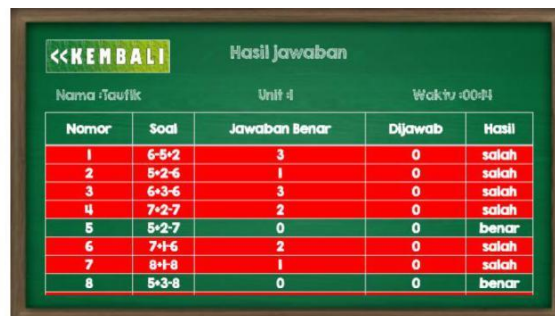 <<KEMBALI
Hasil jawaban
Nama :Taufik Unit :1 Waktu :00:14
Nomor Soal Jawaban Benar Dijawab Hasil
1 6-5+2 3 0 salah
2 5+2-6 1 0 salah
3 6+3-6 3 0 salah
4 7+2-7 2 0 salah
5 5+2-7 0 0 benar
6 7+1-6 2 0 salah
7 8+1-8 1 0 salah
8 5+3-8 0 0 benar